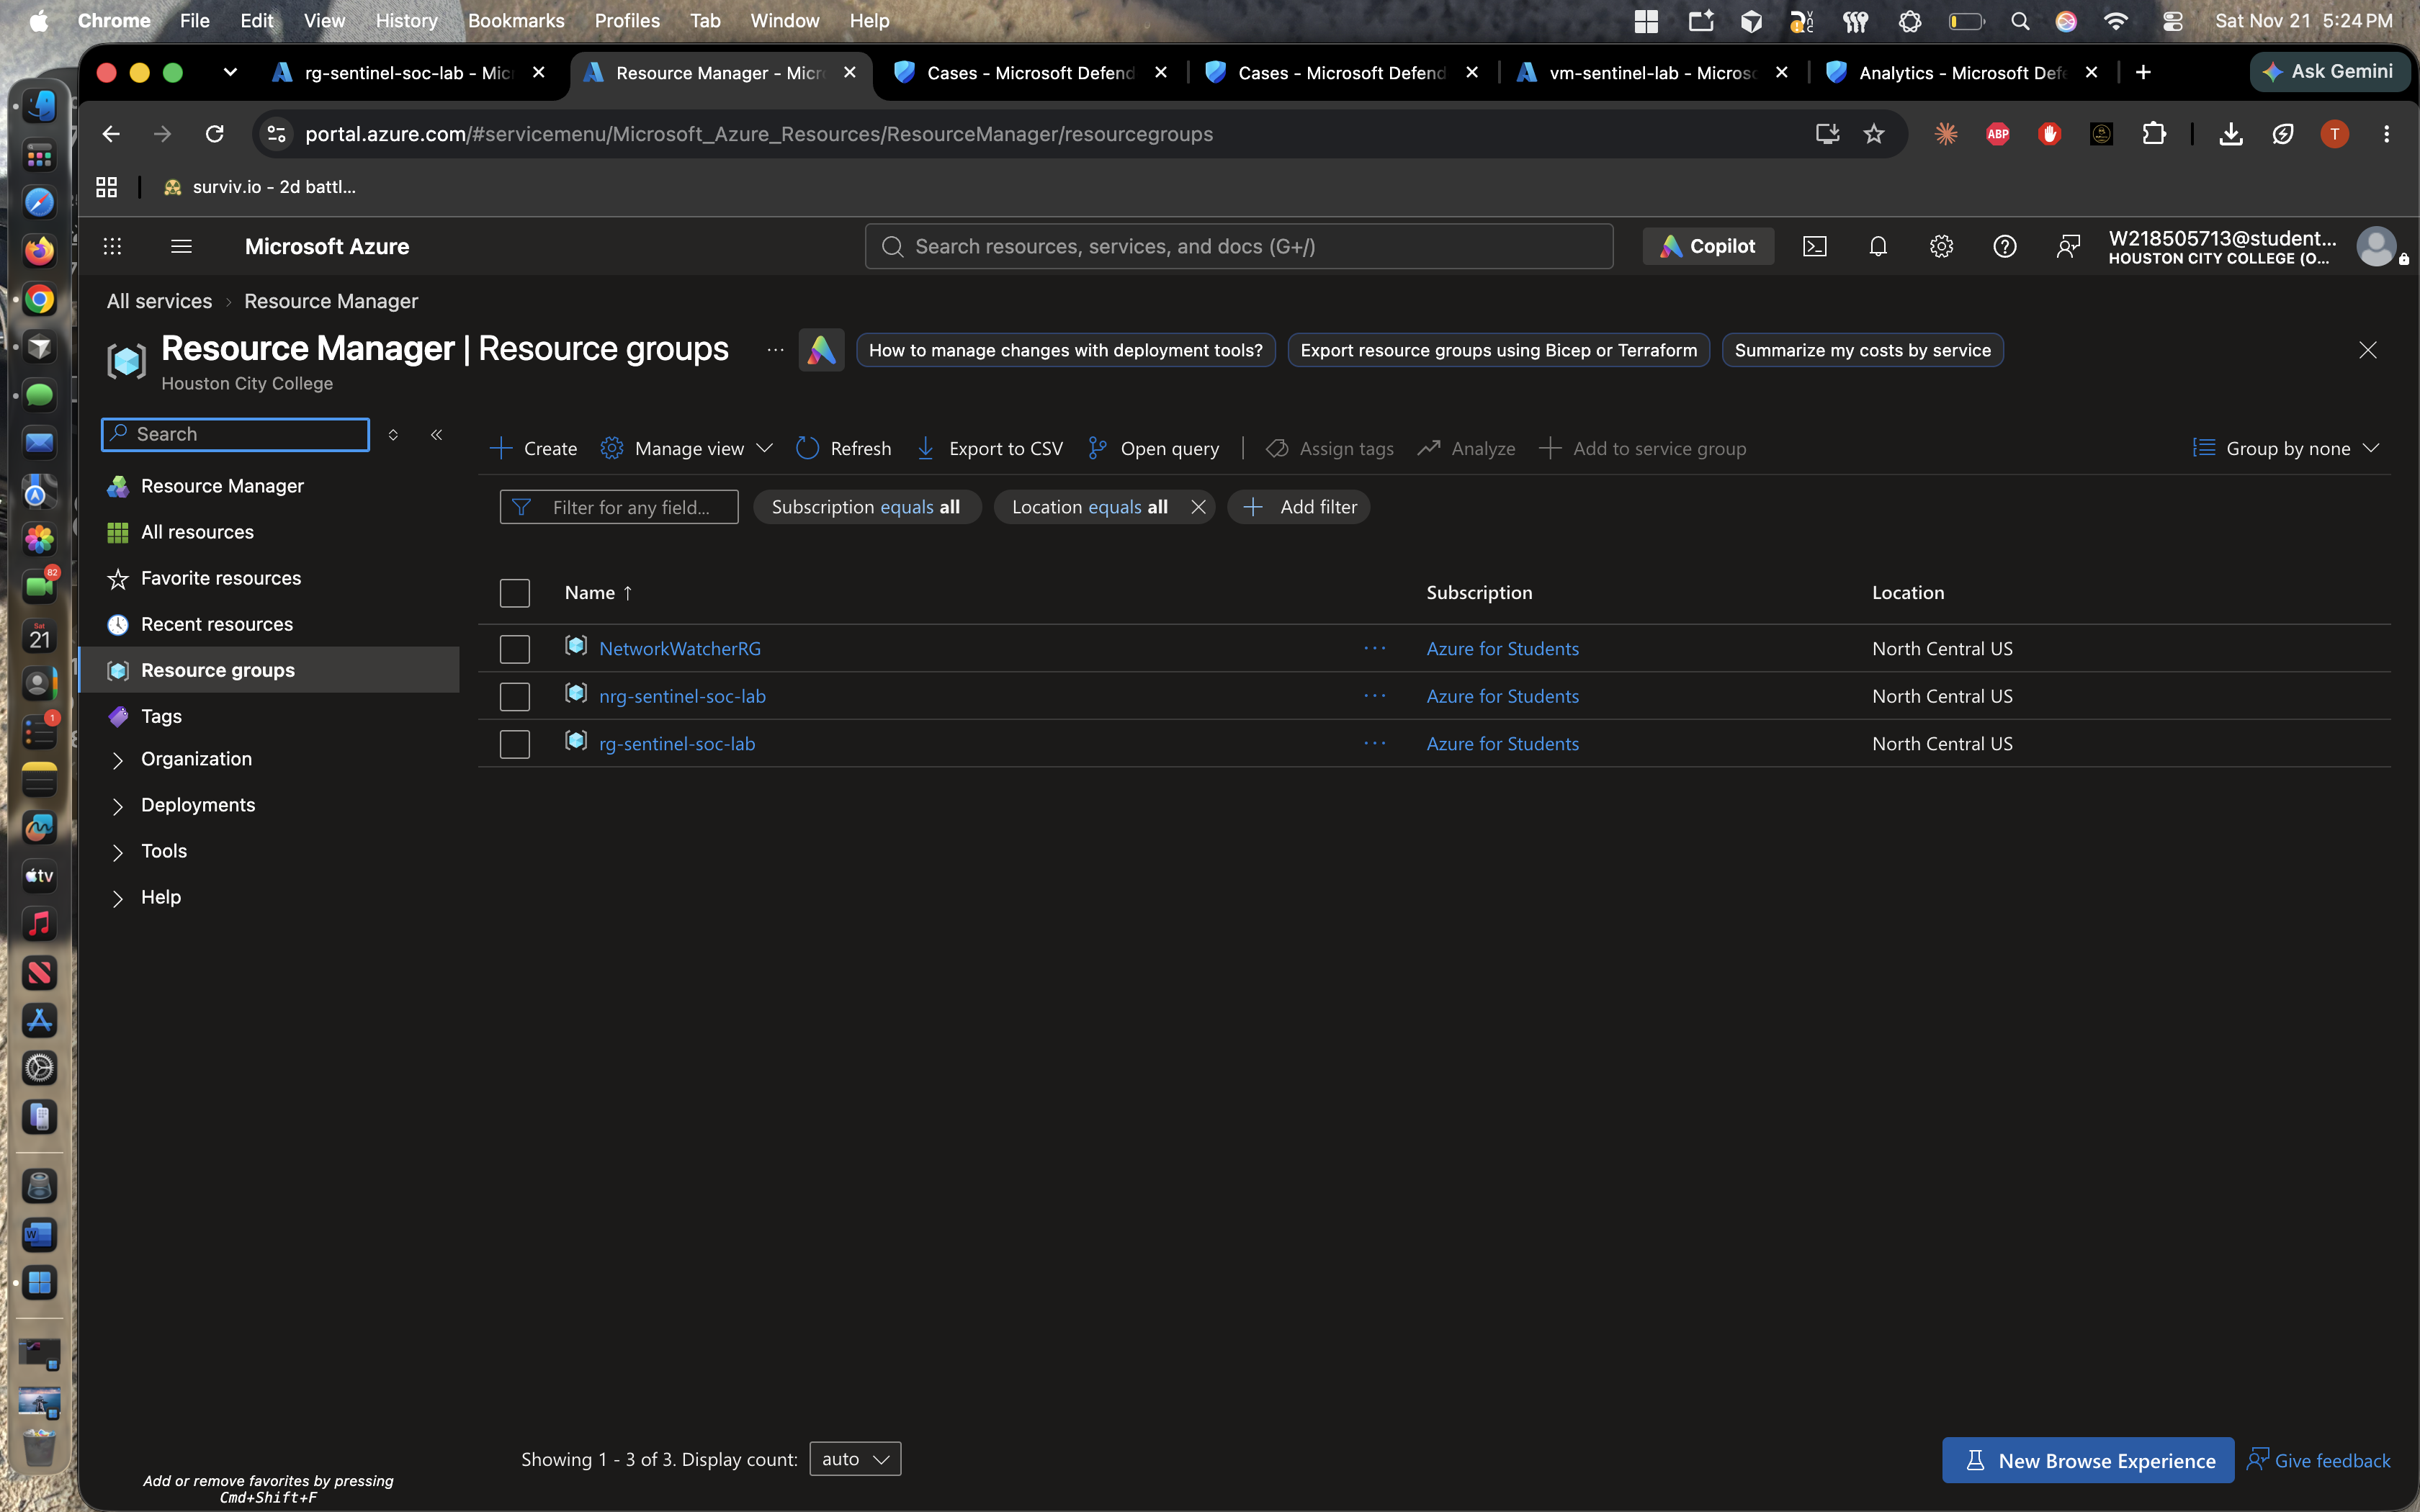 Chrome File Edit View History Bookmarks Profiles Tab Window Help Sat Nov 21 5:24 PM
rg-sentinel-soc-lab - Mic Resource Manager - Micr Cases - Microsoft Defend Cases - Microsoft Defend vm-sentinel-lab - Microso Analytics - Microsoft Defe Ask Gemini
portal.azure.com/#servicemenu/Microsoft_Azure_Resources/ResourceManager/resourcegroups ABP T
surviv.io - 2d battl...
Microsoft Azure Search resources, services, and docs (G+/) Copilot W218505713@student...
HOUSTON CITY COLLEGE (O...
All services > Resource Manager
Resource Manager | Resource groups ... How to manage changes with deployment tools? Export resource groups using Bicep or Terraform Summarize my costs by service
Houston City College
Search
Create Manage view Refresh Export to CSV Open query Assign tags Analyze Add to service group Group by none
Filter for any field... Subscription equals all Location equals all Add filter
Resource Manager
All resources
Favorite resources
Recent resources
Resource groups
Tags
Organization
Deployments
Tools
Help
Name ↑ Subscription Location
NetworkWatcherRG ... Azure for Students North Central US
nrg-sentinel-soc-lab ... Azure for Students North Central US
rg-sentinel-soc-lab ... Azure for Students North Central US
82
Sat
21
1
tv
W
Showing 1 - 3 of 3. Display count: auto
New Browse Experience Give feedback
Add or remove favorites by pressing
Cmd+Shift+F